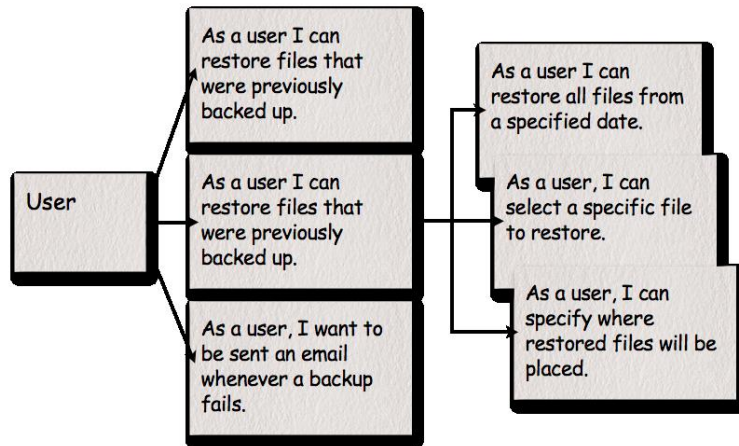 User
As a user I can
restore files that
were previously
backed up.
As a user I can
restore files that
were previously
backed up.
As a user, I want to
be sent an email
whenever a backup
fails.
As a user I can
restore all files from
a specified date.
As a user, I can
select a specific file
to restore.
As a user, I can
specify where
restored files will be
placed.